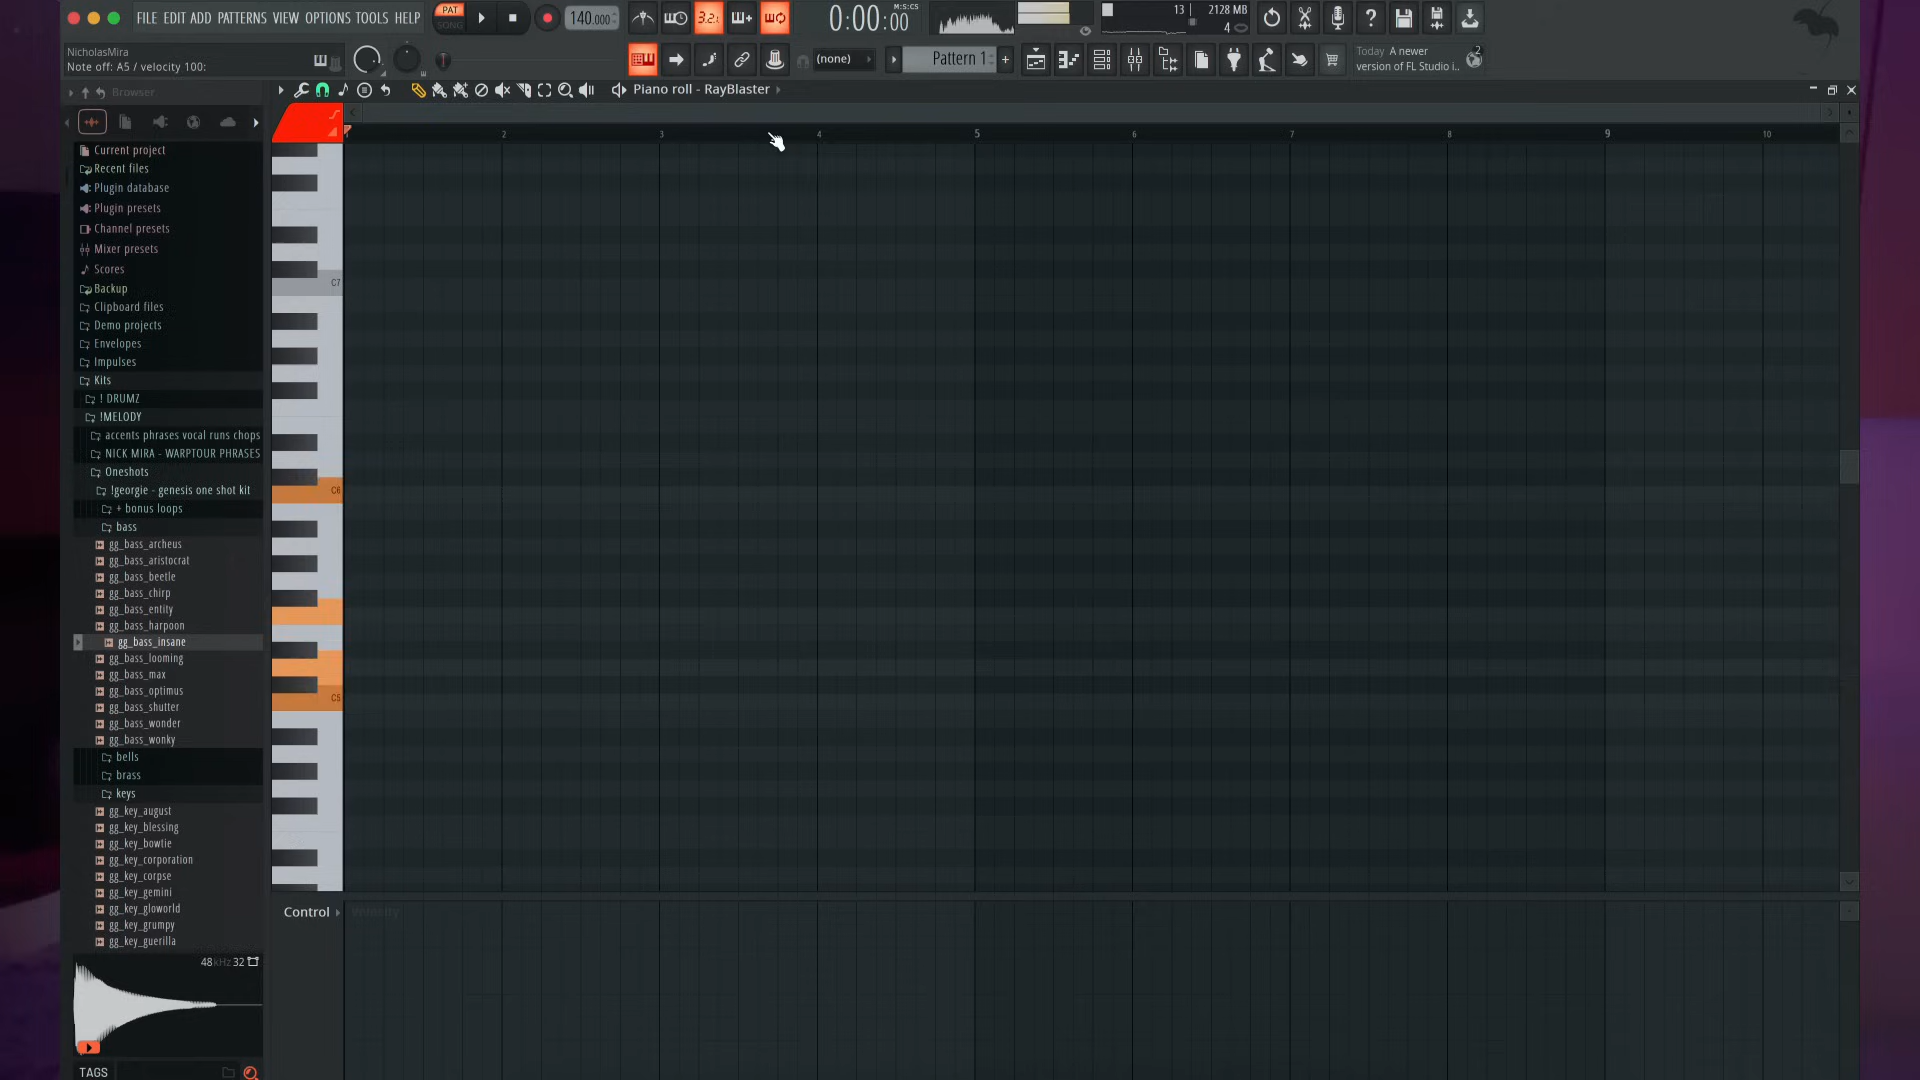 FILE EDIT ADD PATTERNS VIEW OPTIONS TOOLS HELP
PAT
SONG
140.000
3.2.
0:00:00
M:S:CS
13
2128 MB
4
NicholasMira
Note off: A5 / velocity 100:
(none)
Pattern 1
+
Today A newer
version of FL Studio i..
2
Browser
Piano roll - RayBlaster
2 3 4 5 6 7 8 9 10
Current project
Recent files
Plugin database
Plugin presets
Channel presets
Mixer presets
Scores
Backup
Clipboard files
Demo projects
Envelopes
Impulses
Kits
! DRUMZ
!MELODY
accents phrases vocal runs chops
NICK MIRA - WARPTOUR PHRASES
Oneshots
!georgie - genesis one shot kit
+ bonus loops
bass
gg_bass_archeus
gg_bass_aristocrat
gg_bass_beetle
gg_bass_chirp
gg_bass_entity
gg_bass_harpoon
gg_bass_insane
gg_bass_looming
gg_bass_max
gg_bass_optimus
gg_bass_shutter
gg_bass_wonder
gg_bass_wonky
bells
brass
keys
gg_key_august
gg_key_blessing
gg_key_bowtie
gg_key_corporation
gg_key_corpse
gg_key_gemini
gg_key_gloworld
gg_key_grumpy
gg_key_guerilla
C7
C6
C5
Control
Velocity
48kHz 32
TAGS